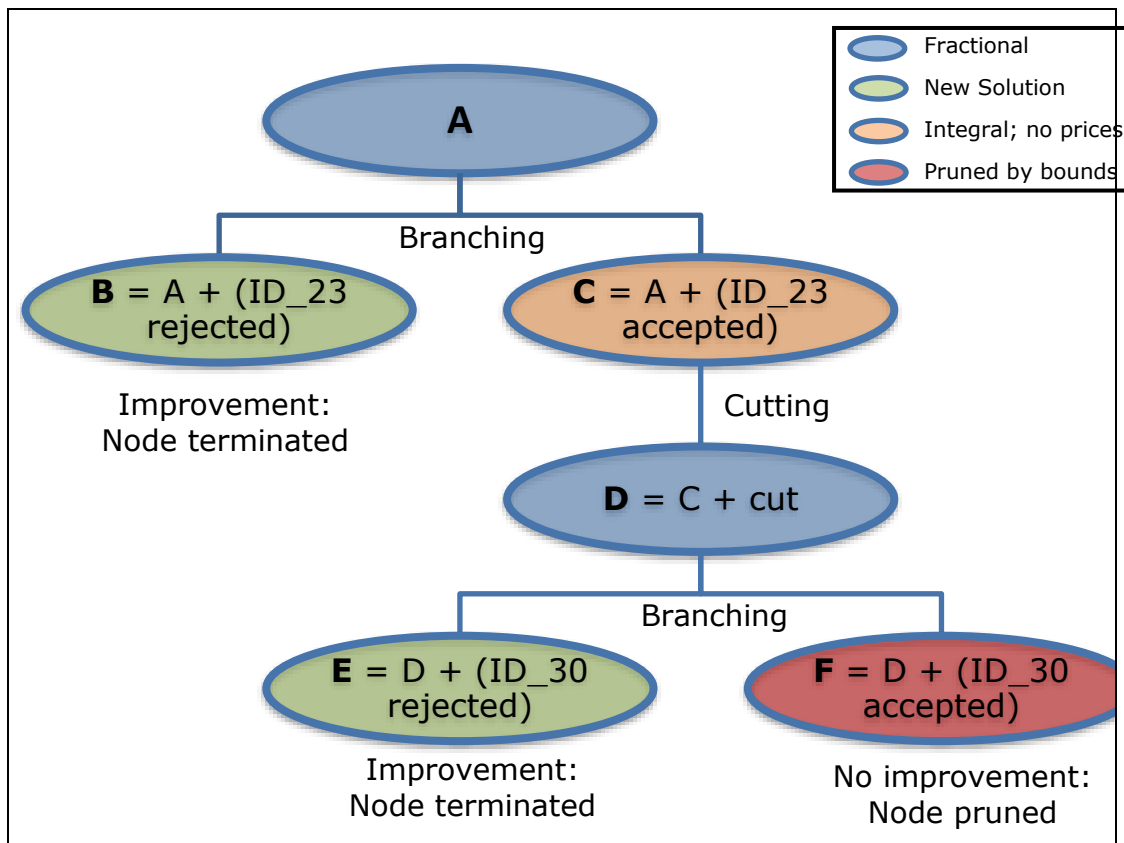 Fractional
New Solution
Integral; no prices
Pruned by bounds
A
Branching
B = A + (ID_23
rejected)
C = A + (ID_23
accepted)
Improvement:
Node terminated
Cutting
D = C + cut
Branching
E = D + (ID_30
rejected)
F = D + (ID_30
accepted)
Improvement:
Node terminated
No improvement:
Node pruned